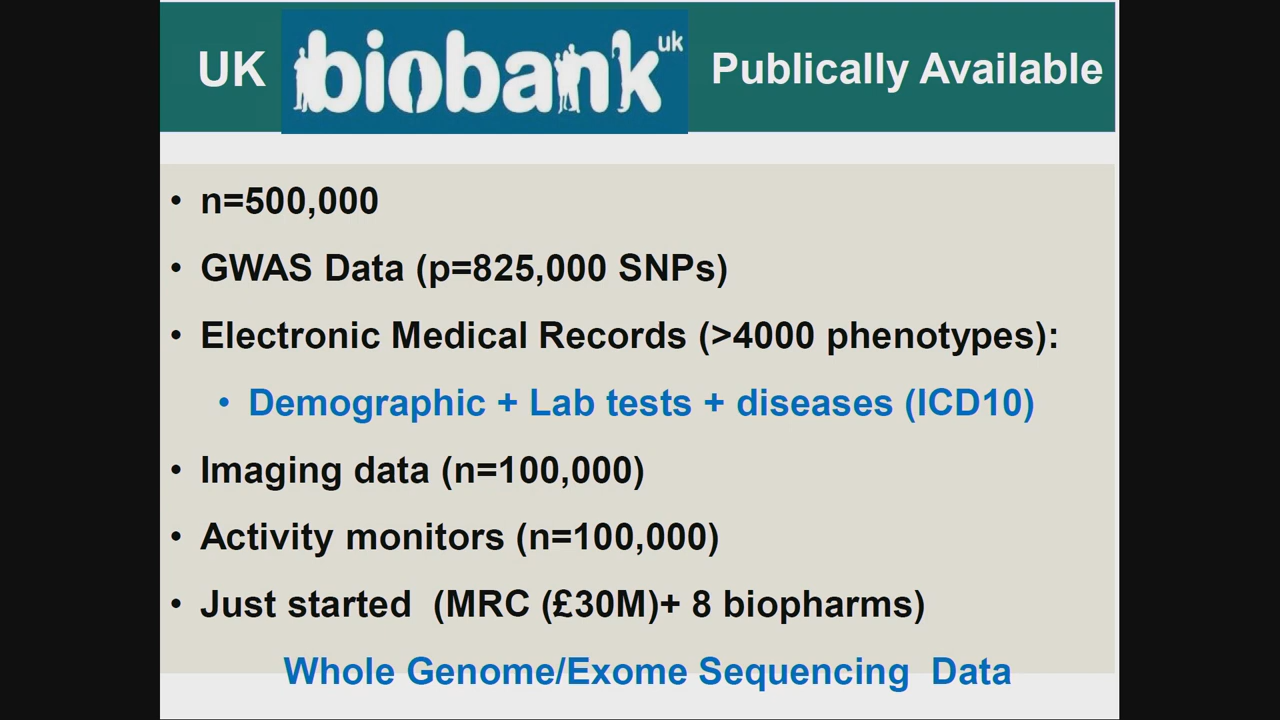 UK biobank uk Publically Available
• n=500,000
• GWAS Data (p=825,000 SNPs)
• Electronic Medical Records (>4000 phenotypes):
• Demographic + Lab tests + diseases (ICD10)
• Imaging data (n=100,000)
• Activity monitors (n=100,000)
• Just started (MRC (£30M)+ 8 biopharms)
Whole Genome/Exome Sequencing Data